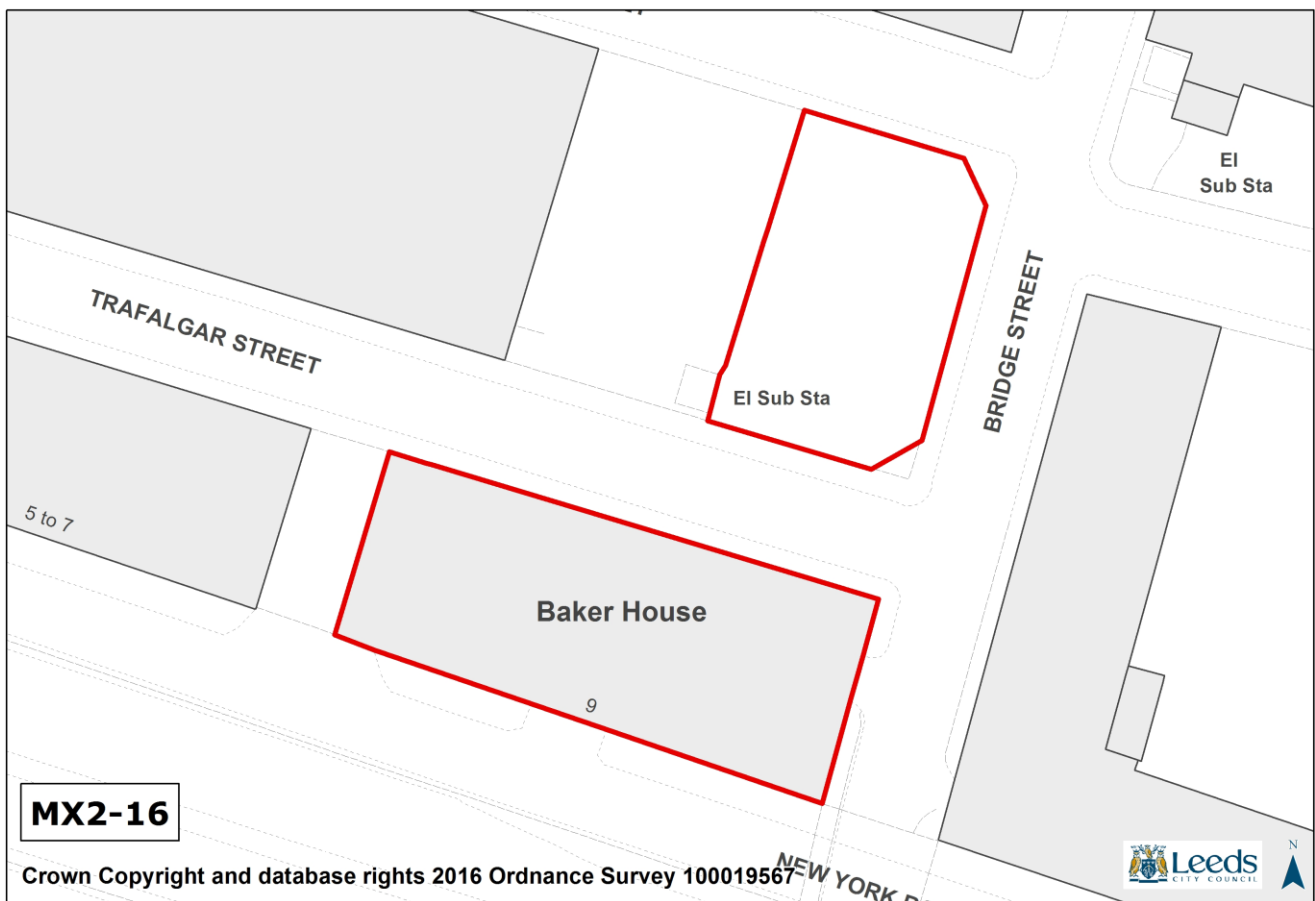 El
Sub Sta
TRAFALGAR STREET
BRIDGE STREET
El Sub Sta
5 to 7
Baker House
9
MX2-16
NEW YORK
Crown Copyright and database rights 2016 Ordnance Survey 100019567
Leeds
CITY COUNCIL
N